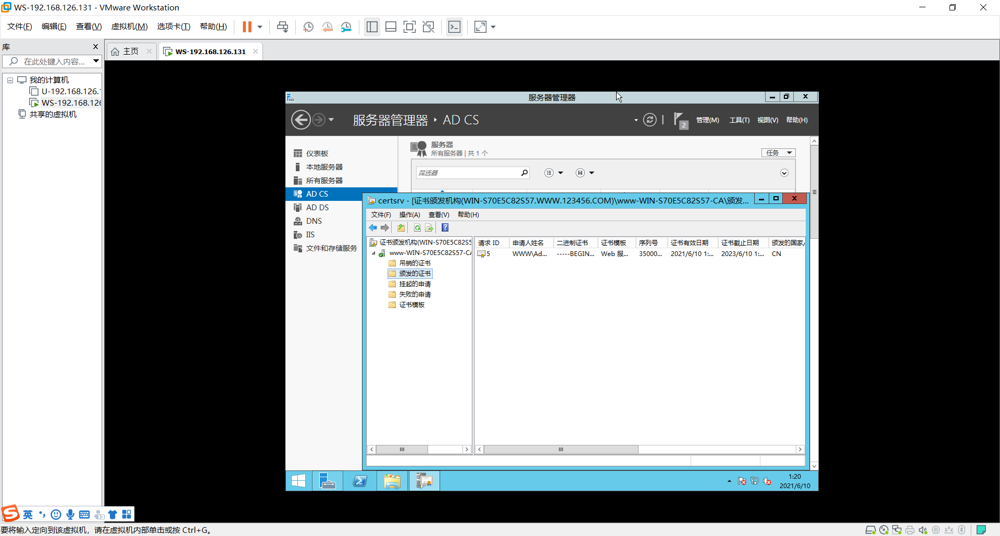 WS-192.168.126.131 - VMware Workstation
文件(F) 编辑(E) 查看(V) 虚拟机(M) 选项卡(T) 帮助(H)
库
主页
WS-192.168.126.131
在此处键入内容...
我的计算机
U-192.168.126.1
WS-192.168.126
共享的虚拟机
服务器管理器
服务器管理器 AD CS
2
管理(M) 工具(T) 视图(V) 帮助(H)
仪表板
本地服务器
所有服务器
AD CS
AD DS
DNS
IIS
文件和存储服务
服务器
所有服务器 | 共 1 个
任务
筛选器
certsrv - [证书颁发机构(WIN-S70E5C82S57.WWW.123456.COM)\www-WIN-S70E5C82S57-CA\颁发...
文件(F) 操作(A) 查看(V) 帮助(H)
证书颁发机构(WIN-S70E5C82S5
www-WIN-S70E5C82S57-CA
吊销的证书
颁发的证书
挂起的申请
失败的申请
证书模板
请求 ID 申请人姓名 二进制证书 证书模板 序列号 证书有效日期 证书截止日期 颁发的国家/
5 WWW\Ad... -----BEGIN... Web 服... 35000... 2021/6/10 1:... 2023/6/10 1:... CN
1:20
2021/6/10
英
要将输入定向到该虚拟机，请在虚拟机内部单击或按 Ctrl+G。